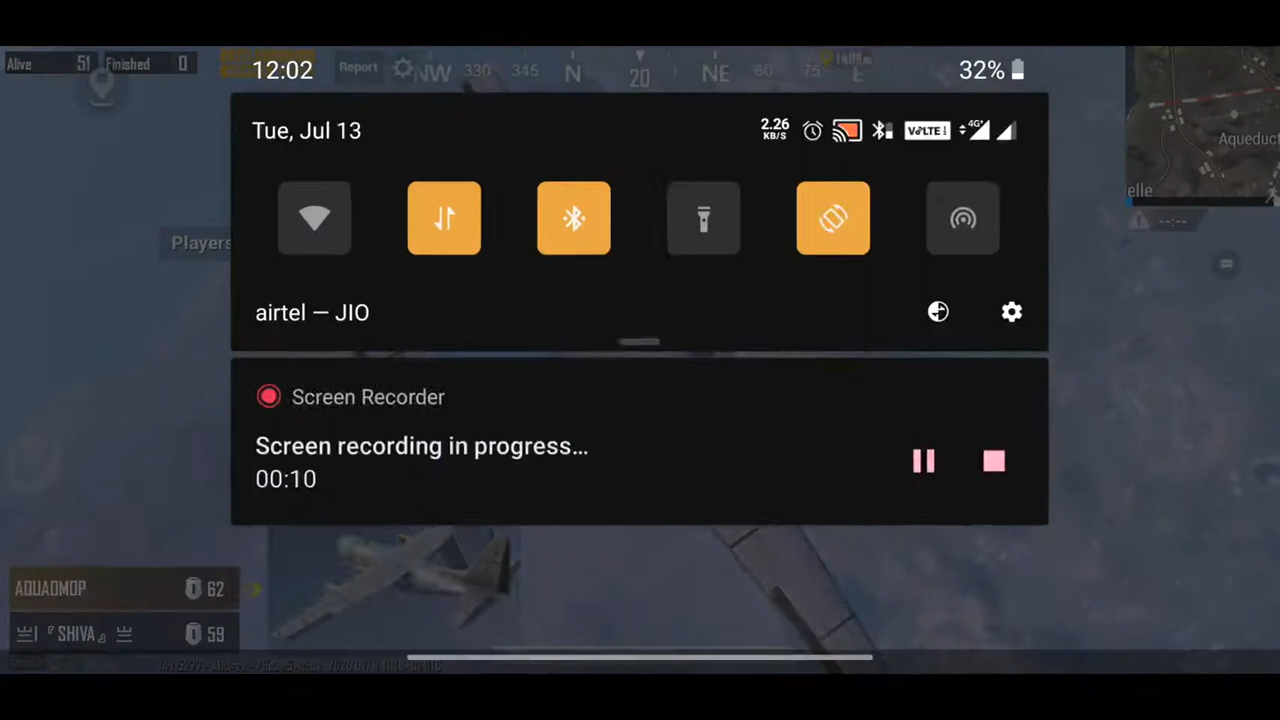 Alive 51 Finished 0
12:02
Report
NW 330 345 N 20 NE 60 75 E
32%
Tue, Jul 13
2.26
KB/S
VoLTE
4G+
Aqueduct
elle
--:--
Players
airtel — JIO
Screen Recorder
Screen recording in progress...
00:10
AQUAOMOP 62
SHIVA 59